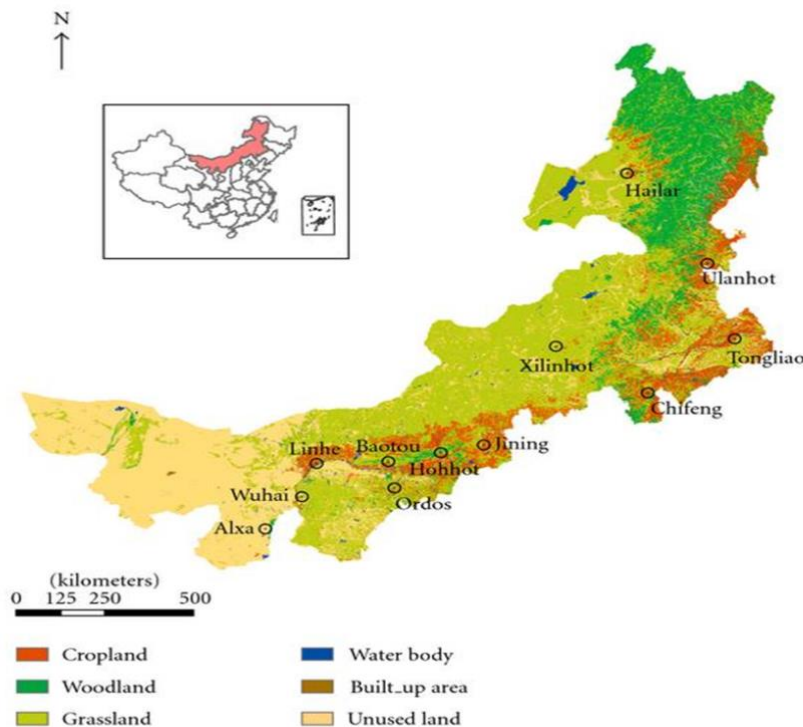 N
Hailar
Ulanhot
Tongliao
Xilinhot
Chifeng
Jining
Baotou
Linhe
Hohhot
Wuhai
Ordos
Alxa
(kilometers)
0 125 250 500
Cropland
Water body
Woodland
Built_up area
Grassland
Unused land